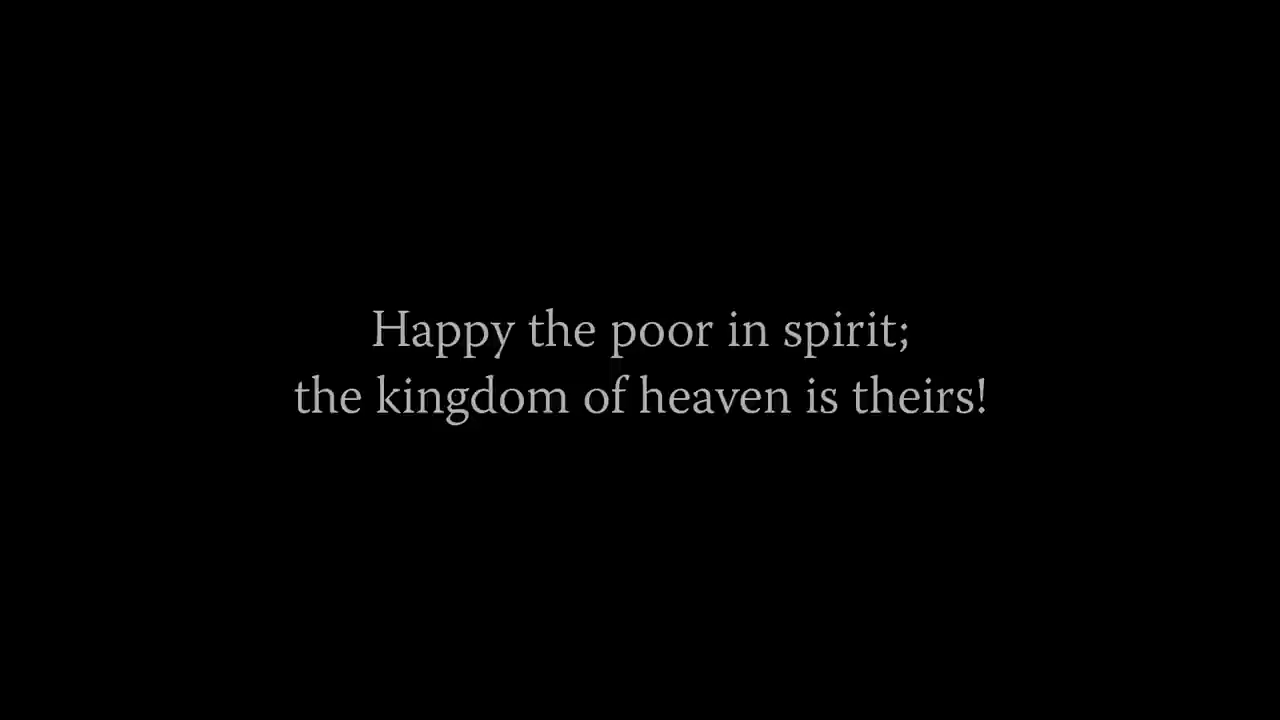 Happy the poor in spirit;
the kingdom of heaven is theirs!